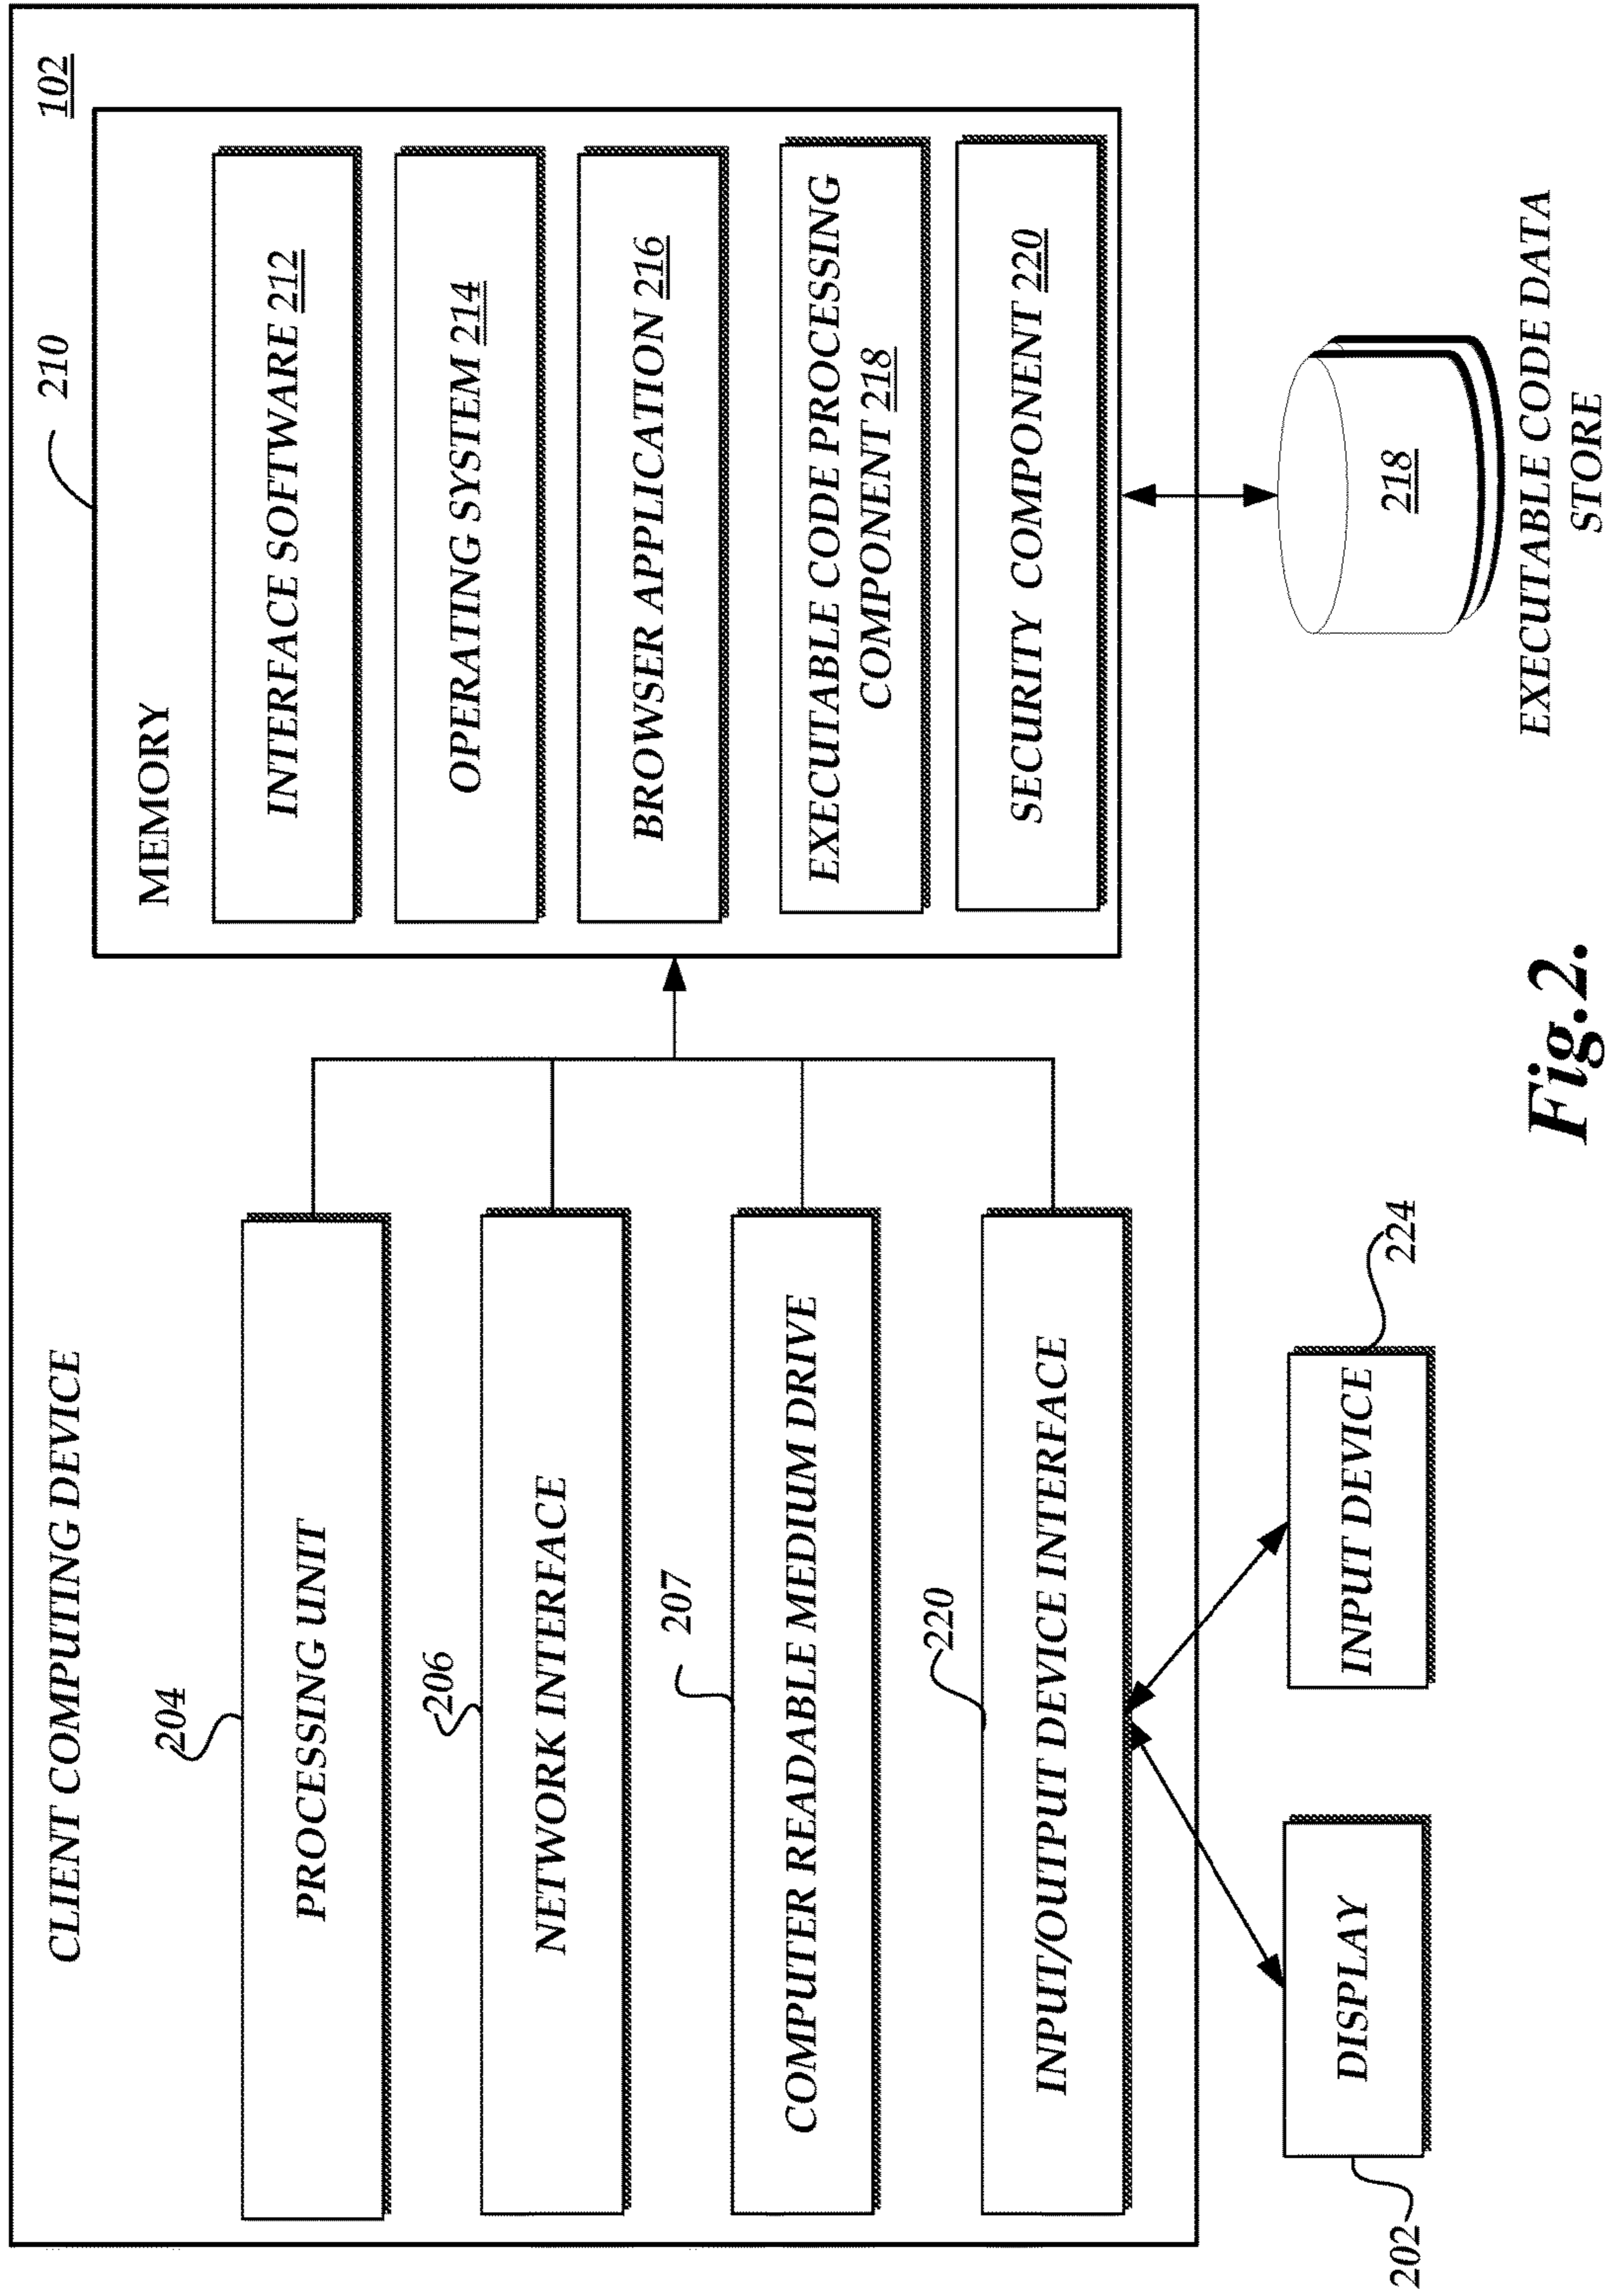 CLIENT COMPUTING DEVICE
102
204
PROCESSING UNIT
206
NETWORK INTERFACE
207
COMPUTER READABLE MEDIUM DRIVE
220
INPUT/OUTPUT DEVICE INTERFACE
210
MEMORY
INTERFACE SOFTWARE 212
OPERATING SYSTEM 214
BROWSER APPLICATION 216
EXECUTABLE CODE PROCESSING
COMPONENT 218
SECURITY COMPONENT 220
202
DISPLAY
INPUT DEVICE
224
218
EXECUTABLE CODE DATA
STORE
Fig.2.